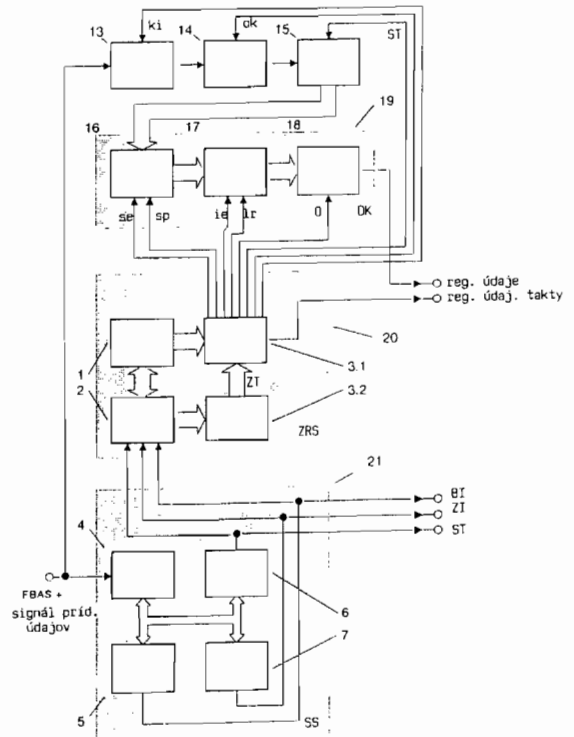 ki
ak
ST
13
14
15
19
16
17
18
se
sp
ie
lr
O
OK
reg. údaje
reg. údaj. takty
20
1
2
3.1
ZT
3.2
ZRS
21
BI
ZI
ST
4
FBAS +
signál príd.
údajov
6
7
5
SS